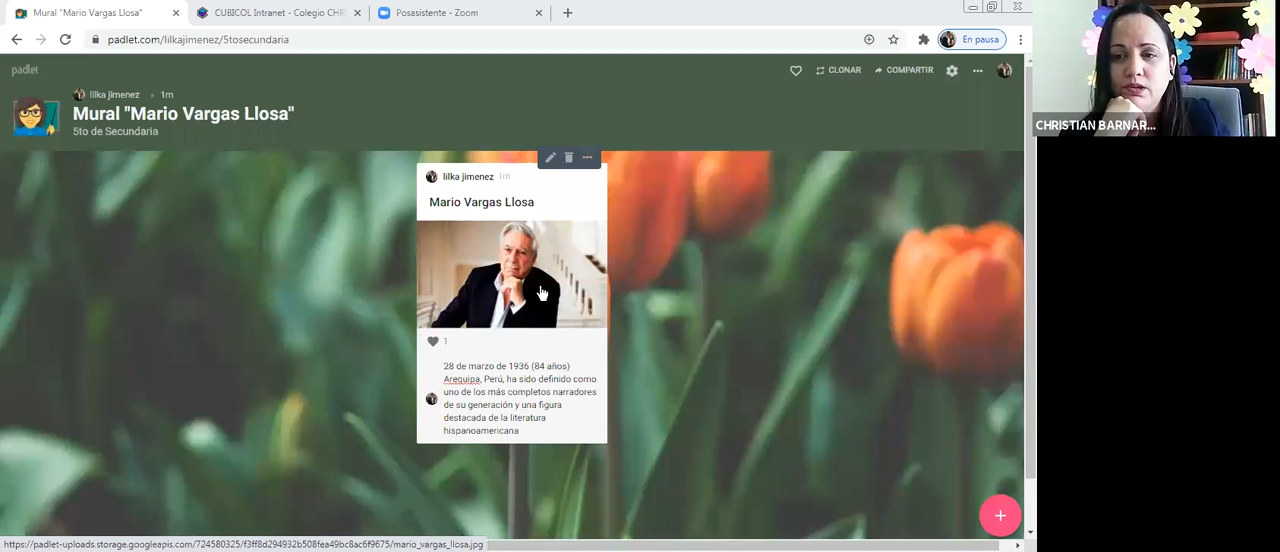 Mural "Mario Vargas Llosa"
CUBICOL Intranet - Colegio CHRI
Posasistente - Zoom
padlet.com/lilkajimenez/5tosecundaria
En pausa
padlet
CLONAR
COMPARTIR
lilka jimenez • 1m
Mural "Mario Vargas Llosa"
5to de Secundaria
lilka jimenez 1m
Mario Vargas Llosa
1
28 de marzo de 1936 (84 años)
Arequipa, Perú, ha sido definido como
uno de los más completos narradores
de su generación y una figura
destacada de la literatura
hispanoamericana
https://padlet-uploads.storage.googleapis.com/724580325/f3ff8d294932b508fea49bc8ac6f9675/mario_vargas_llosa.jpg
CHRISTIAN BARNAR...